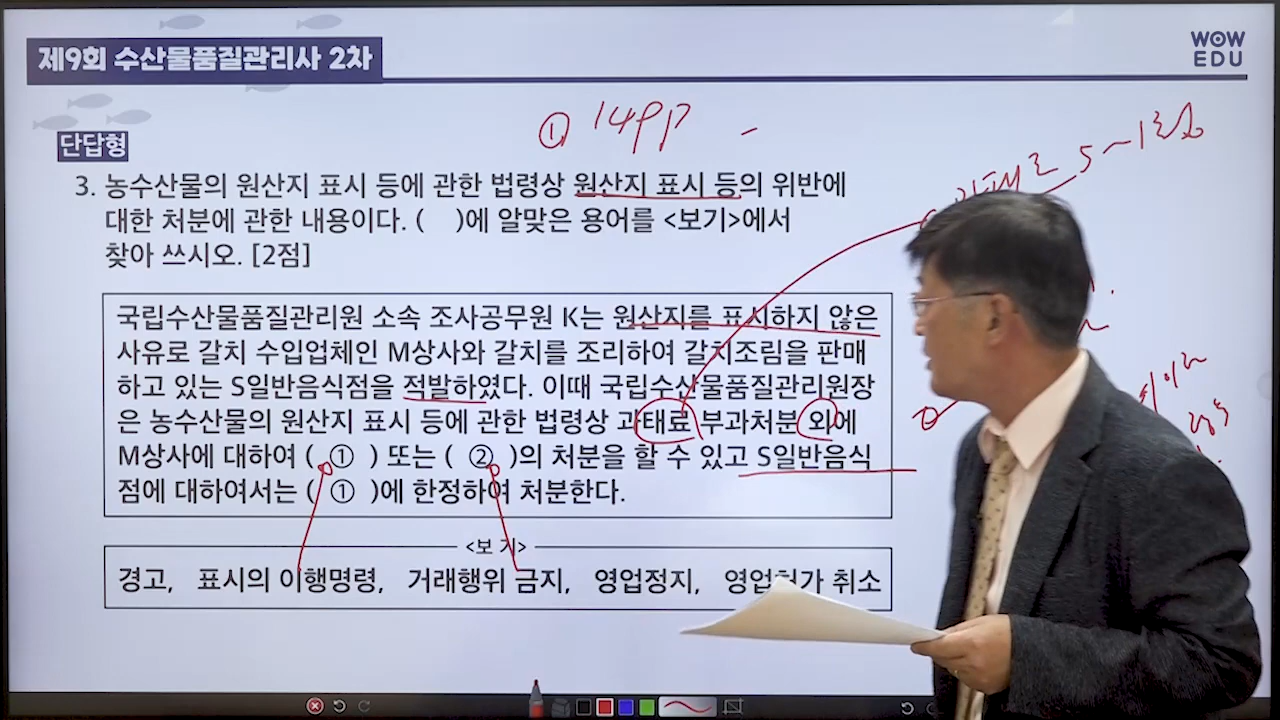 제9회 수산물품질관리사 2차
WOW
EDU
① 14PP
5~1
단답형
3. 농수산물의 원산지 표시 등에 관한 법령상 원산지 표시 등의 위반에
대한 처분에 관한 내용이다. (   )에 알맞은 용어를 <보기>에서
찾아 쓰시오. [2점]
국립수산물품질관리원 소속 조사공무원 K는 원산지를 표시하지 않은
사유로 갈치 수입업체인 M상사와 갈치를 조리하여 갈치조림을 판매
하고 있는 S일반음식점을 적발하였다. 이때 국립수산물품질관리원장
은 농수산물의 원산지 표시 등에 관한 법령상 과태료 부과처분 외에
M상사에 대하여 ( ① ) 또는 ( ② )의 처분을 할 수 있고 S일반음식
점에 대하여서는 ( ① )에 한정하여 처분한다.
<보 기>
경고, 표시의 이행명령, 거래행위 금지, 영업정지, 영업허가 취소